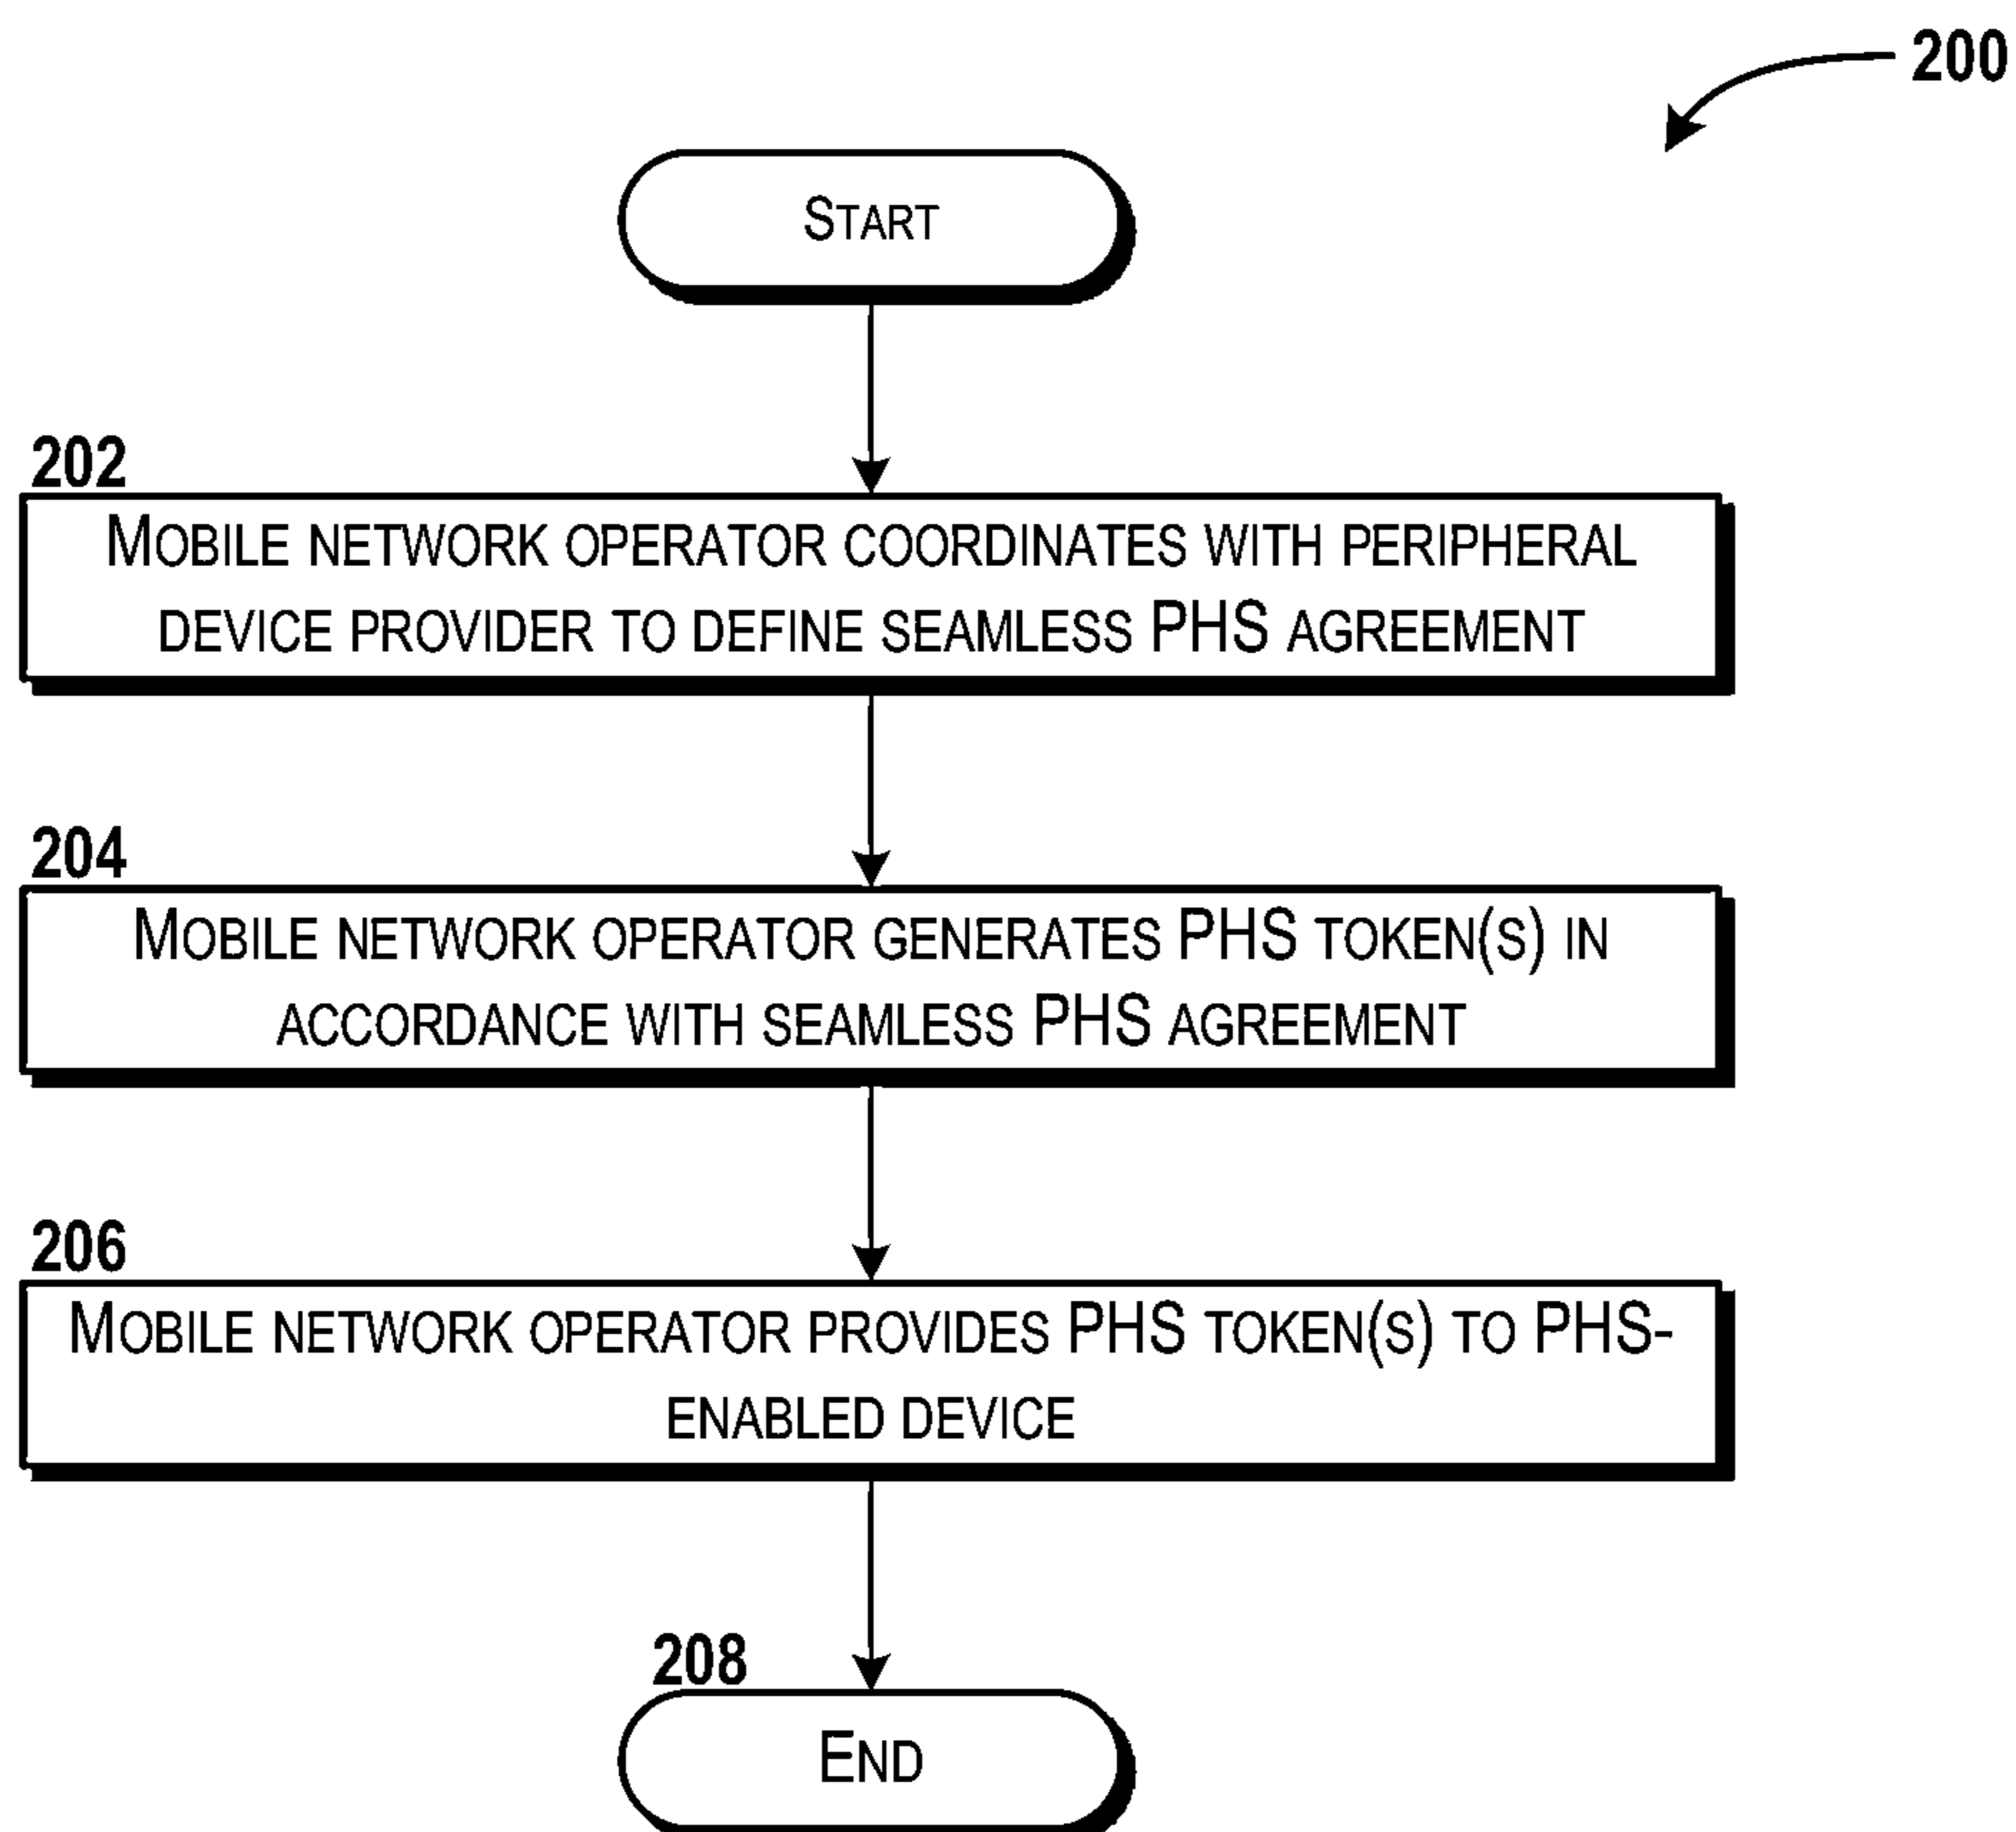 200
START
202
MOBILE NETWORK OPERATOR COORDINATES WITH PERIPHERAL
DEVICE PROVIDER TO DEFINE SEAMLESS PHS AGREEMENT
204
MOBILE NETWORK OPERATOR GENERATES PHS TOKEN(S) IN
ACCORDANCE WITH SEAMLESS PHS AGREEMENT
206
MOBILE NETWORK OPERATOR PROVIDES PHS TOKEN(S) TO PHS-
ENABLED DEVICE
208
END